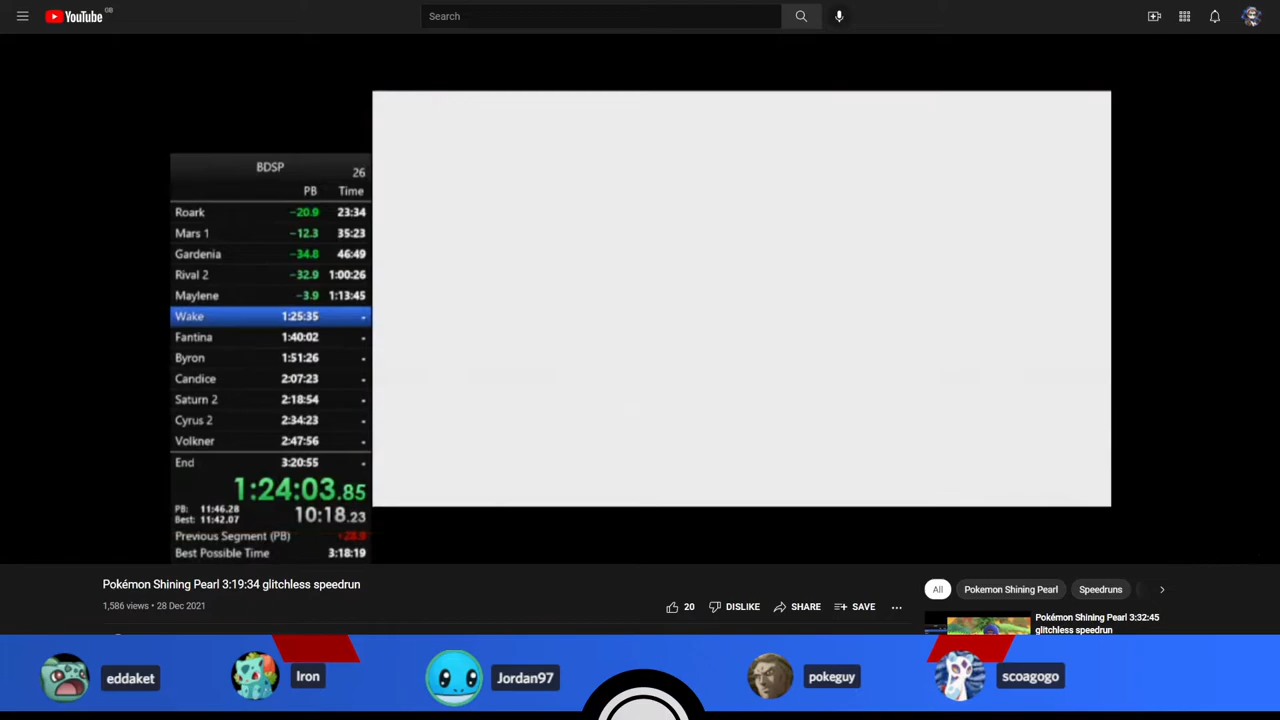 YouTube GB
Search
BDSP
26
PB Time
Roark -20.9 23:34
Mars 1 -12.3 35:23
Gardenia -34.8 46:49
Rival 2 -32.9 1:00:26
Maylene -3.9 1:13:45
Wake 1:25:35 -
Fantina 1:40:02 -
Byron 1:51:26 -
Candice 2:07:23 -
Saturn 2 2:18:54 -
Cyrus 2 2:34:23 -
Volkner 2:47:56 -
End 3:20:55 -
1:24:03.85
PB: 11:46.28
Best: 11:42.07
10:18.23
Previous Segment (PB) +28.9
Best Possible Time 3:18:19
Pokémon Shining Pearl 3:19:34 glitchless speedrun
1,586 views • 28 Dec 2021
20 DISLIKE SHARE SAVE
All Pokemon Shining Pearl Speedruns
Pokémon Shining Pearl 3:32:45
glitchless speedrun
eddaket Iron Jordan97 pokeguy scoagogo